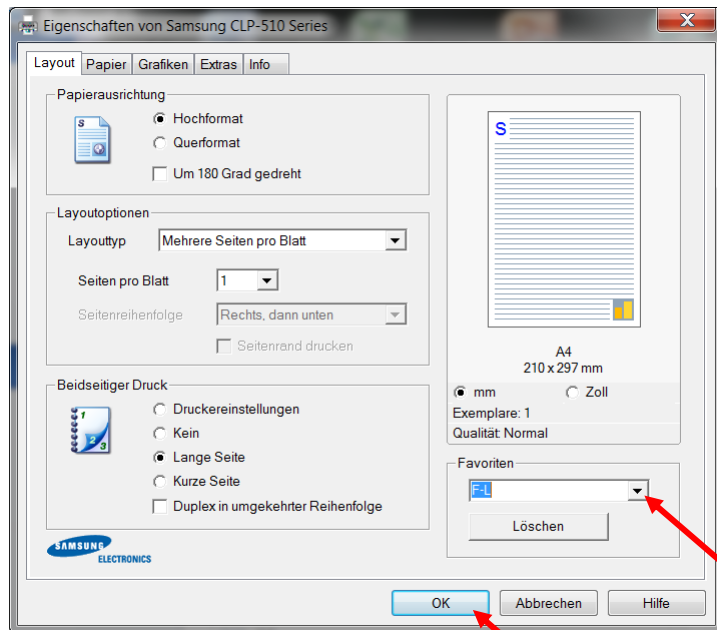 Eigenschaften von Samsung CLP-510 Series
X
Layout Papier Grafiken Extras Info
Papierausrichtung
S
Hochformat
Querformat
Um 180 Grad gedreht
Layoutoptionen
Layouttyp Mehrere Seiten pro Blatt
Seiten pro Blatt 1
Seitenreihenfolge Rechts, dann unten
Seitenrand drucken
Beidseitiger Druck
1
2
3
Druckereinstellungen
Kein
Lange Seite
Kurze Seite
Duplex in umgekehrter Reihenfolge
SAMSUNG
ELECTRONICS
S
A4
210 x 297 mm
mm Zoll
Exemplare: 1
Qualität: Normal
Favoriten
F-L
Löschen
OK Abbrechen Hilfe